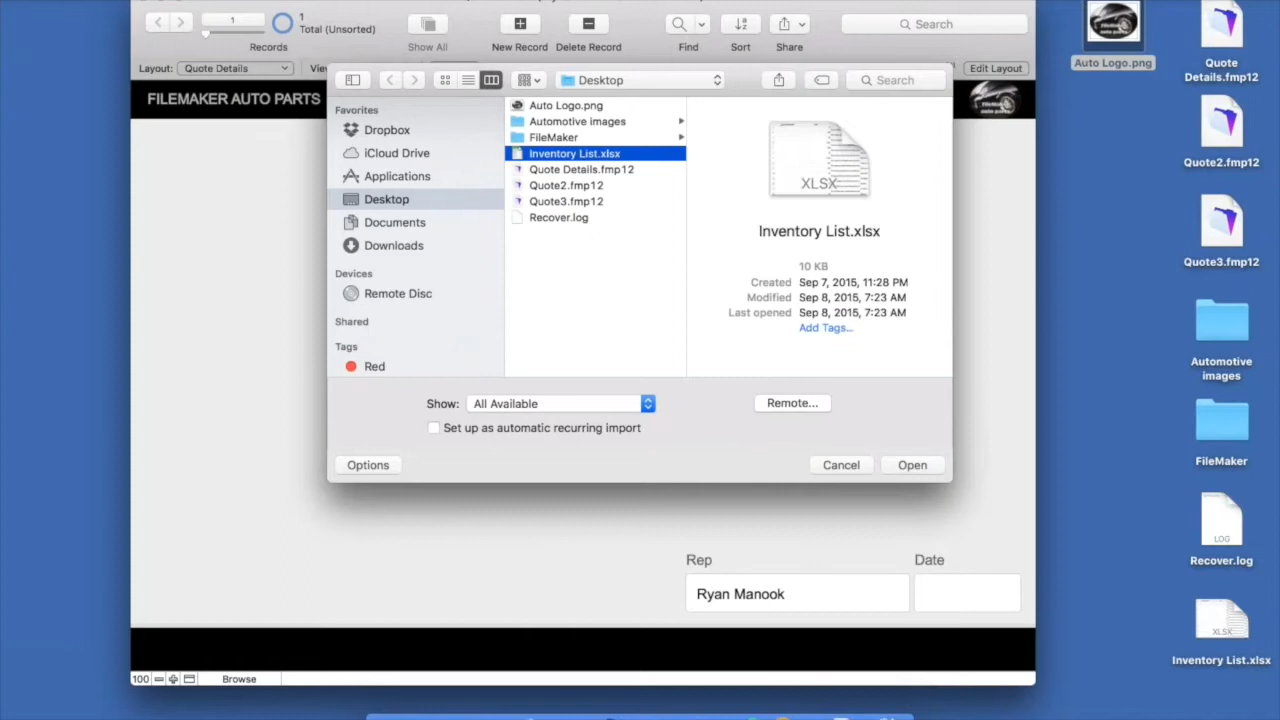 1
1
Total (Unsorted)
Records
Show All
New Record
Delete Record
Find
Sort
Share
Search
Layout:
Quote Details
Edit Layout
FILEMAKER AUTO PARTS
Desktop
Search
Favorites
Dropbox
iCloud Drive
Applications
Desktop
Documents
Downloads
Devices
Remote Disc
Shared
Tags
Red
Auto Logo.png
Automotive images
FileMaker
Inventory List.xlsx
Quote Details.fmp12
Quote2.fmp12
Quote3.fmp12
Recover.log
XLSX
Inventory List.xlsx
10 KB
Created Sep 7, 2015, 11:28 PM
Modified Sep 8, 2015, 7:23 AM
Last opened Sep 8, 2015, 7:23 AM
Add Tags...
Show: All Available
Remote...
Set up as automatic recurring import
Options
Cancel
Open
Rep
Date
Ryan Manook
100
Browse
Auto Logo.png
Quote
Details.fmp12
Quote2.fmp12
Quote3.fmp12
Automotive
images
FileMaker
LOG
Recover.log
XLSX
Inventory List.xlsx